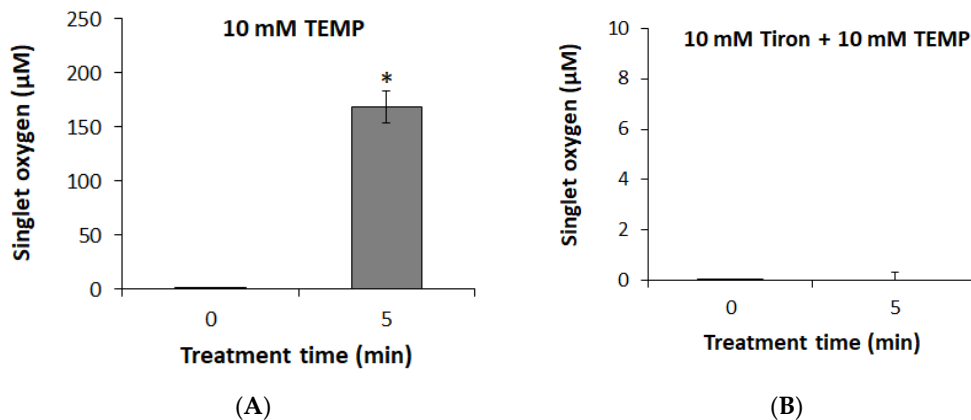 10 mM TEMP
Singlet oxygen (µM)
250
200
150
100
50
0
*
0 5
Treatment time (min)
(A)
10 mM Tiron + 10 mM TEMP
Singlet oxygen (µM)
10
8
6
4
2
0
0 5
Treatment time (min)
(B)